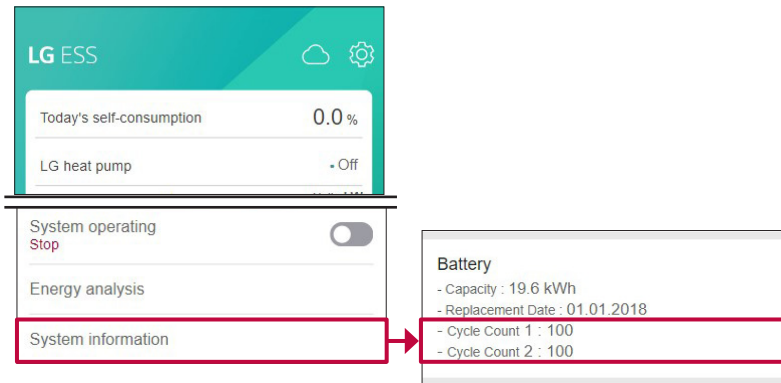 LG ESS
Today's self-consumption 0.0 %
LG heat pump Off
System operating
Stop
Energy analysis
System information
Battery
- Capacity : 19.6 kWh
- Replacement Date : 01.01.2018
- Cycle Count 1 : 100
- Cycle Count 2 : 100